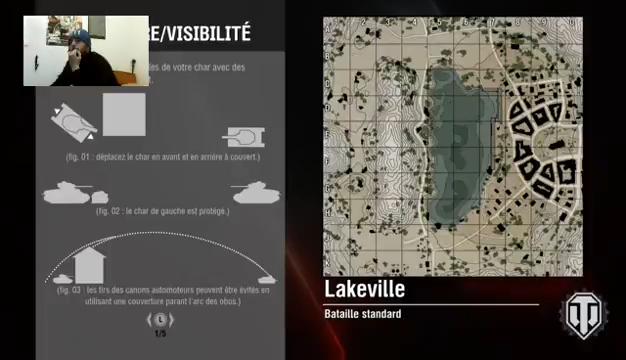 RE/VISIBILITÉ
les de votre char avec des
(fig. 01 : déplacez le char en avant et en arrière à couvert.)
(fig. 02 : le char de gauche est protégé.)
(fig. 03 : les tirs des canons automoteurs peuvent être évités en
utilisant une couverture parant l'arc des obus.)
L
1/5
Lakeville
Bataille standard